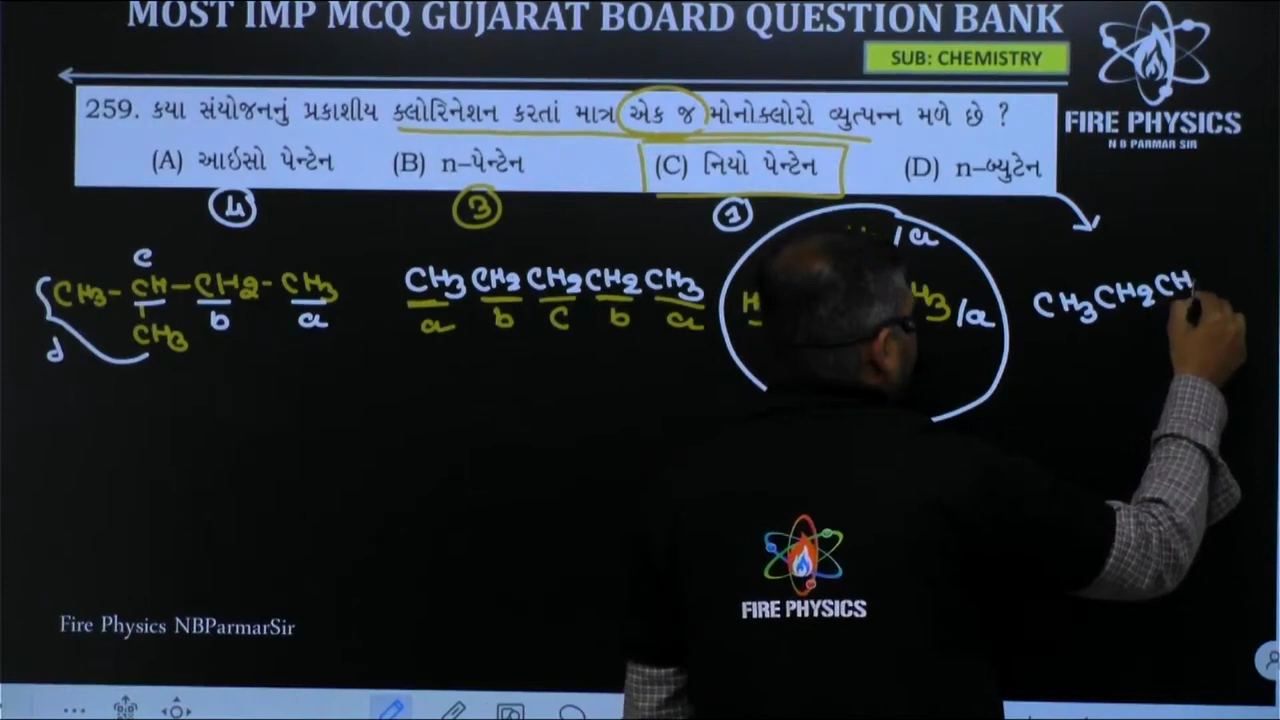 MOST IMP MCQ GUJARAT BOARD QUESTION BANK
SUB: CHEMISTRY
FIRE PHYSICS
N B PARMAR SIR
259. કયા સંયોજનનું પ્રકાશીય ક્લોરિનેશન કરતાં માત્ર એક જ મોનોક્લોરો વ્યુત્પન્ન મળે છે ?
(A) આઇસો પેન્ટેન (B) n–પેન્ટેન (C) નિયો પેન્ટેન (D) n–બ્યુટેન
4 3 1
/a
c
CH3- CH - CH2 - CH3
b a
CH3
d
CH3 CH2 CH2 CH2 CH3
a b c b a
H3 /a
CH3CH2CH
FIRE PHYSICS
Fire Physics NBParmarSir